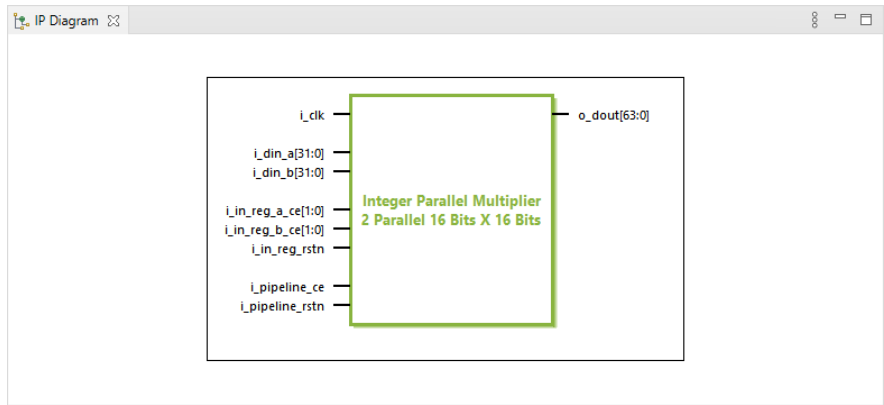 IP Diagram
i_clk
o_dout[63:0]
i_din_a[31:0]
i_din_b[31:0]
Integer Parallel Multiplier
2 Parallel 16 Bits X 16 Bits
i_in_reg_a_ce[1:0]
i_in_reg_b_ce[1:0]
i_in_reg_rstn
i_pipeline_ce
i_pipeline_rstn